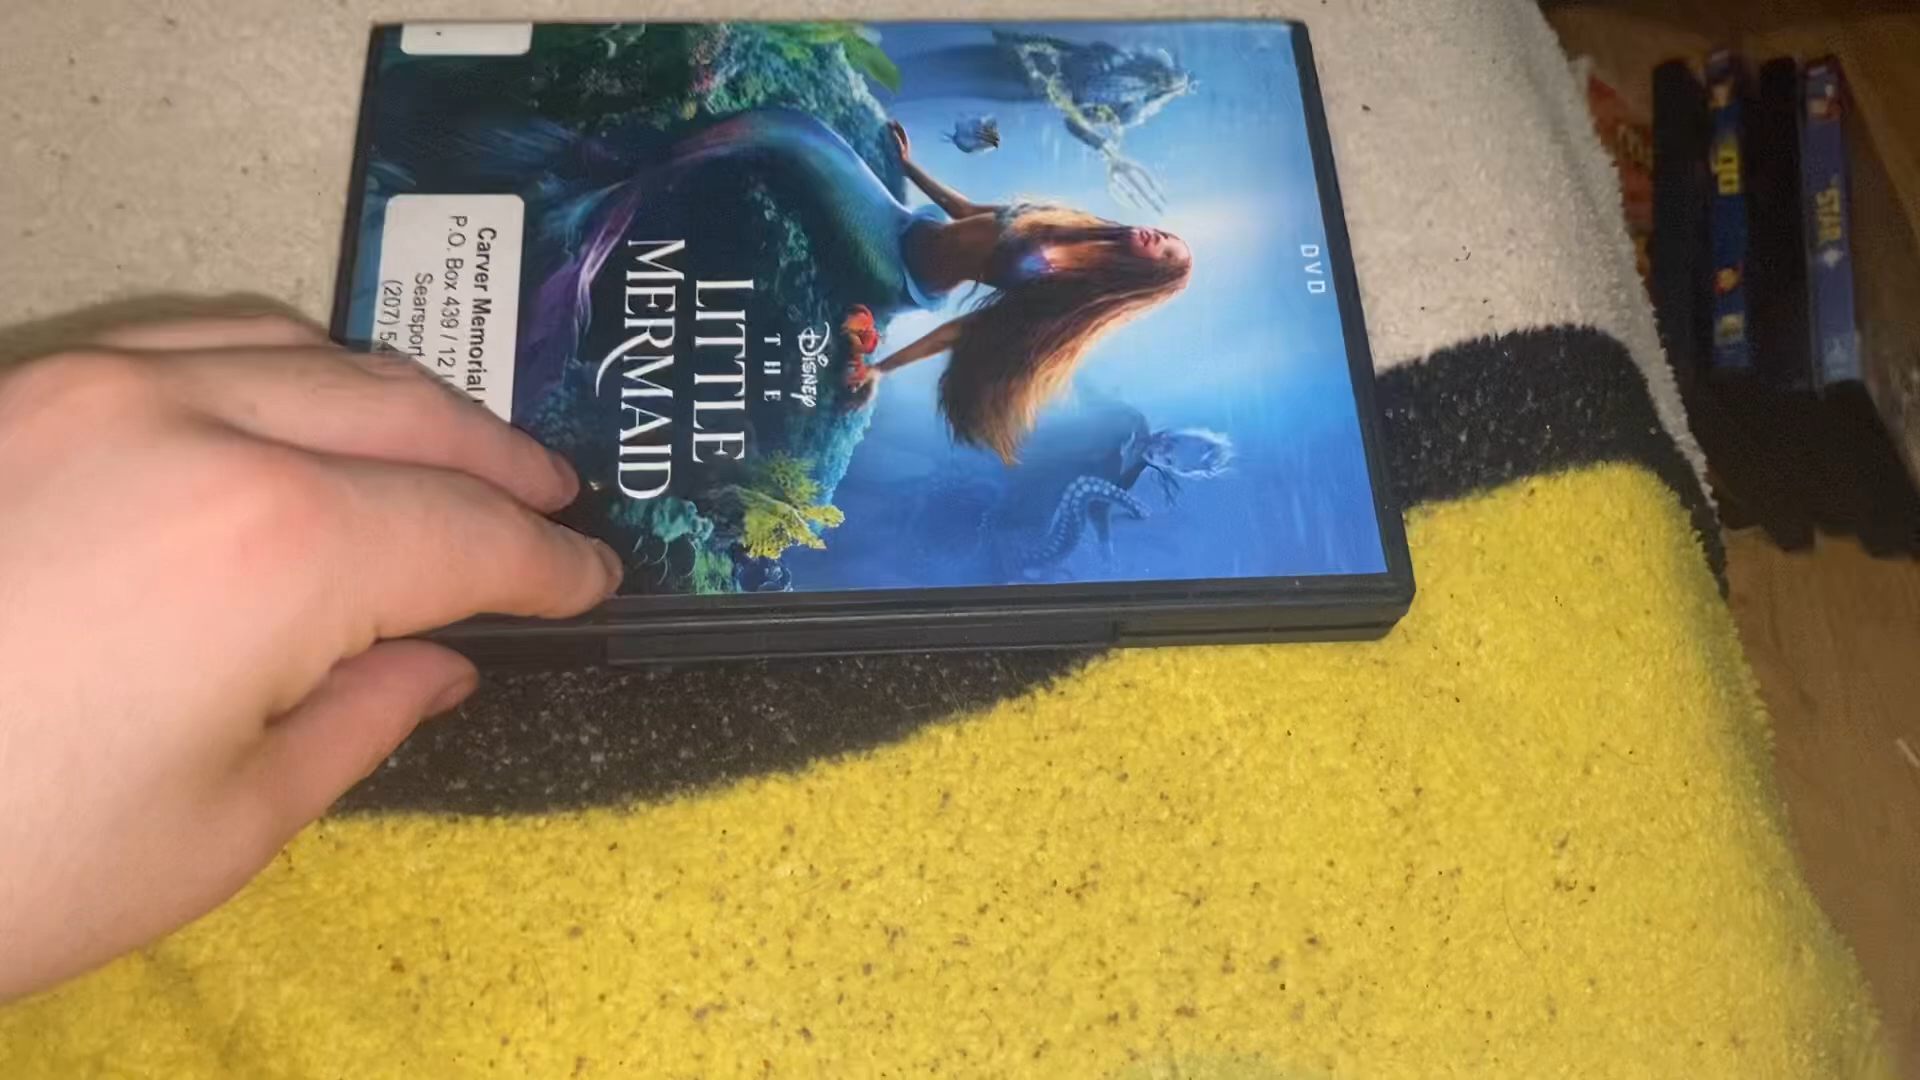 DVD
Disney
THE
LITTLE
MERMAID
Carver Memorial
P.O. Box 439 / 12
Searsport
(207) 5